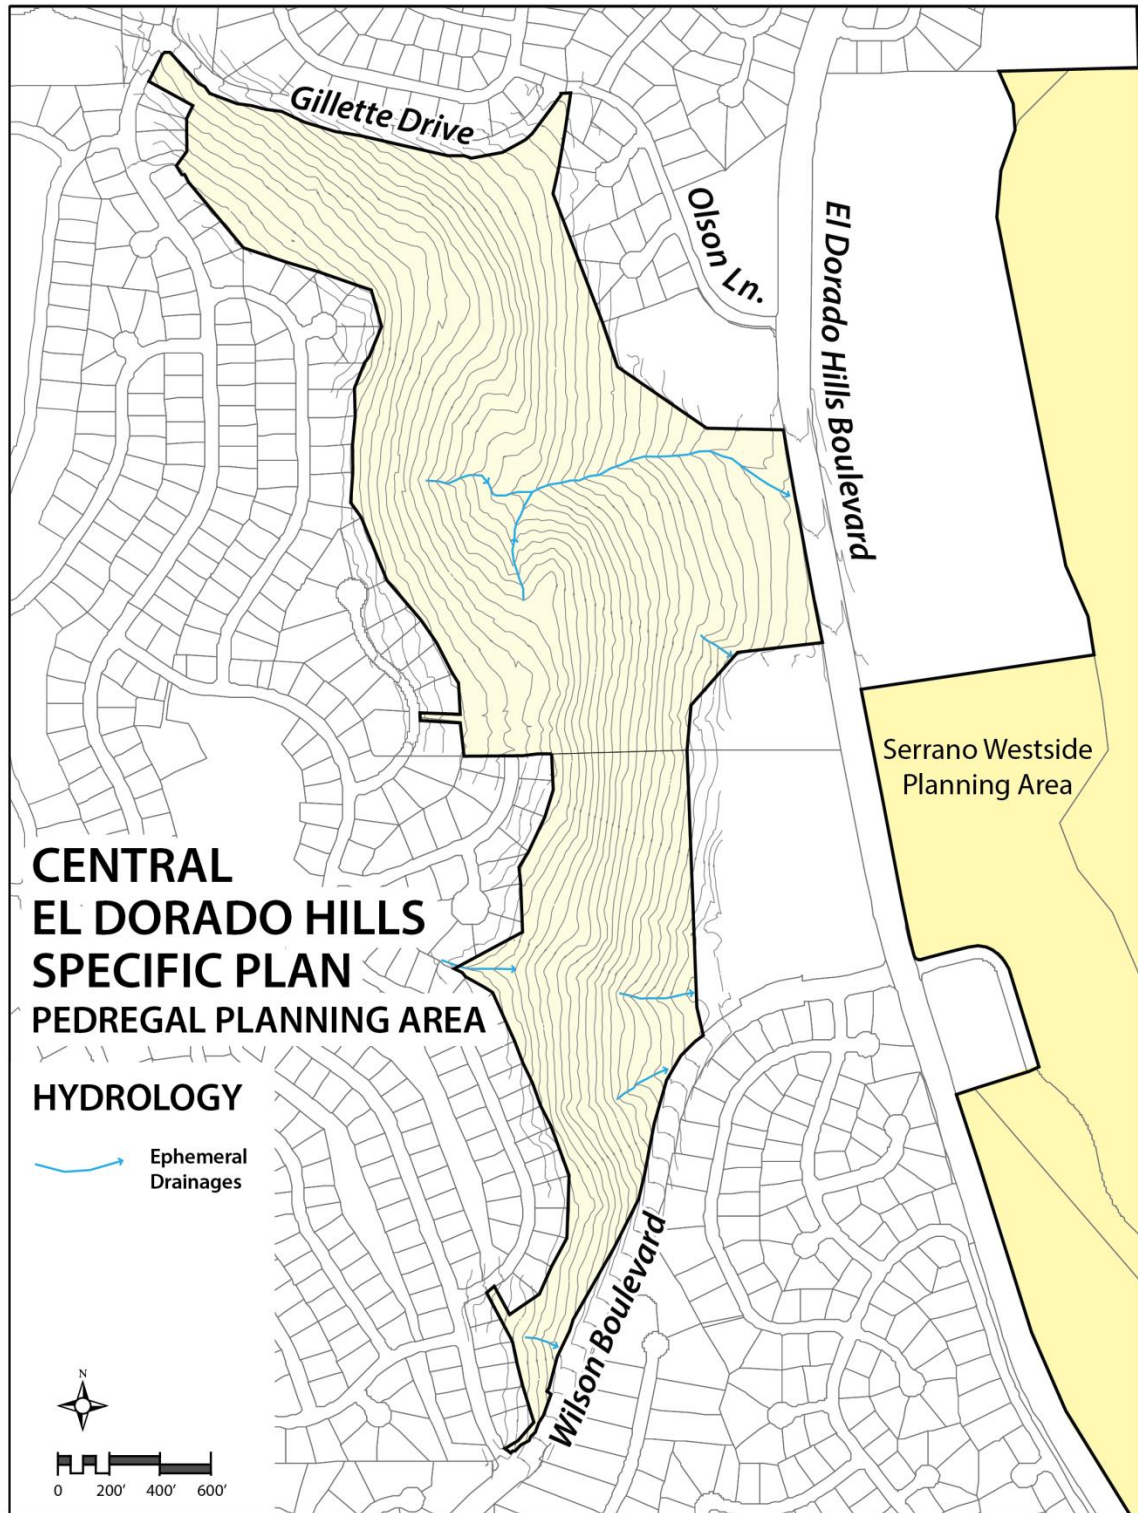 Gillette Drive
Olson Ln.
El Dorado Hills Boulevard
Serrano Westside
Planning Area
CENTRAL
EL DORADO HILLS
SPECIFIC PLAN
PEDREGAL PLANNING AREA
HYDROLOGY
Ephemeral
Drainages
Wilson Boulevard
N
0 200' 400' 600'